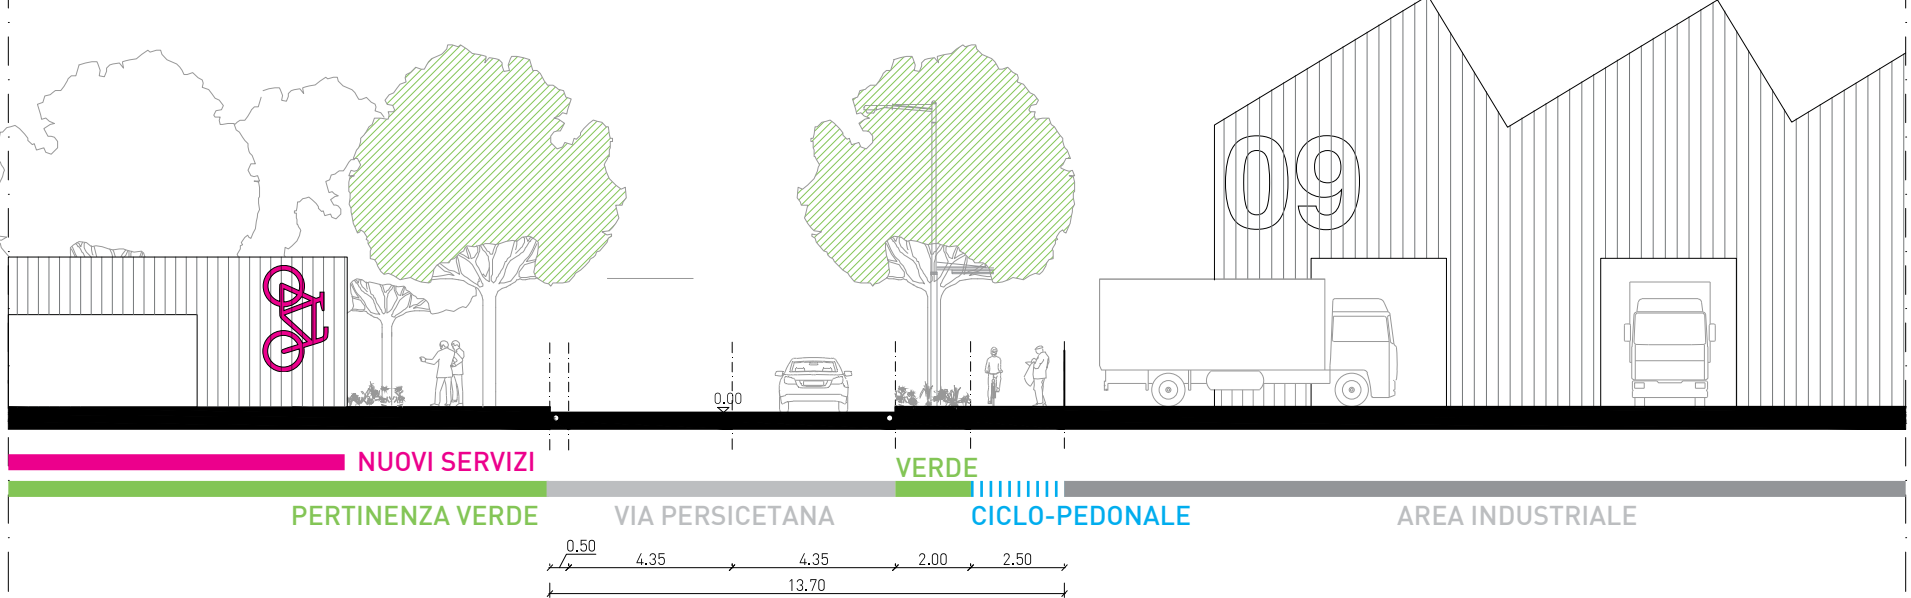 09
0.00
NUOVI SERVIZI
VERDE
PERTINENZA VERDE
VIA PERSICETANA
CICLO-PEDONALE
AREA INDUSTRIALE
0.50
4.35
4.35
2.00
2.50
13.70